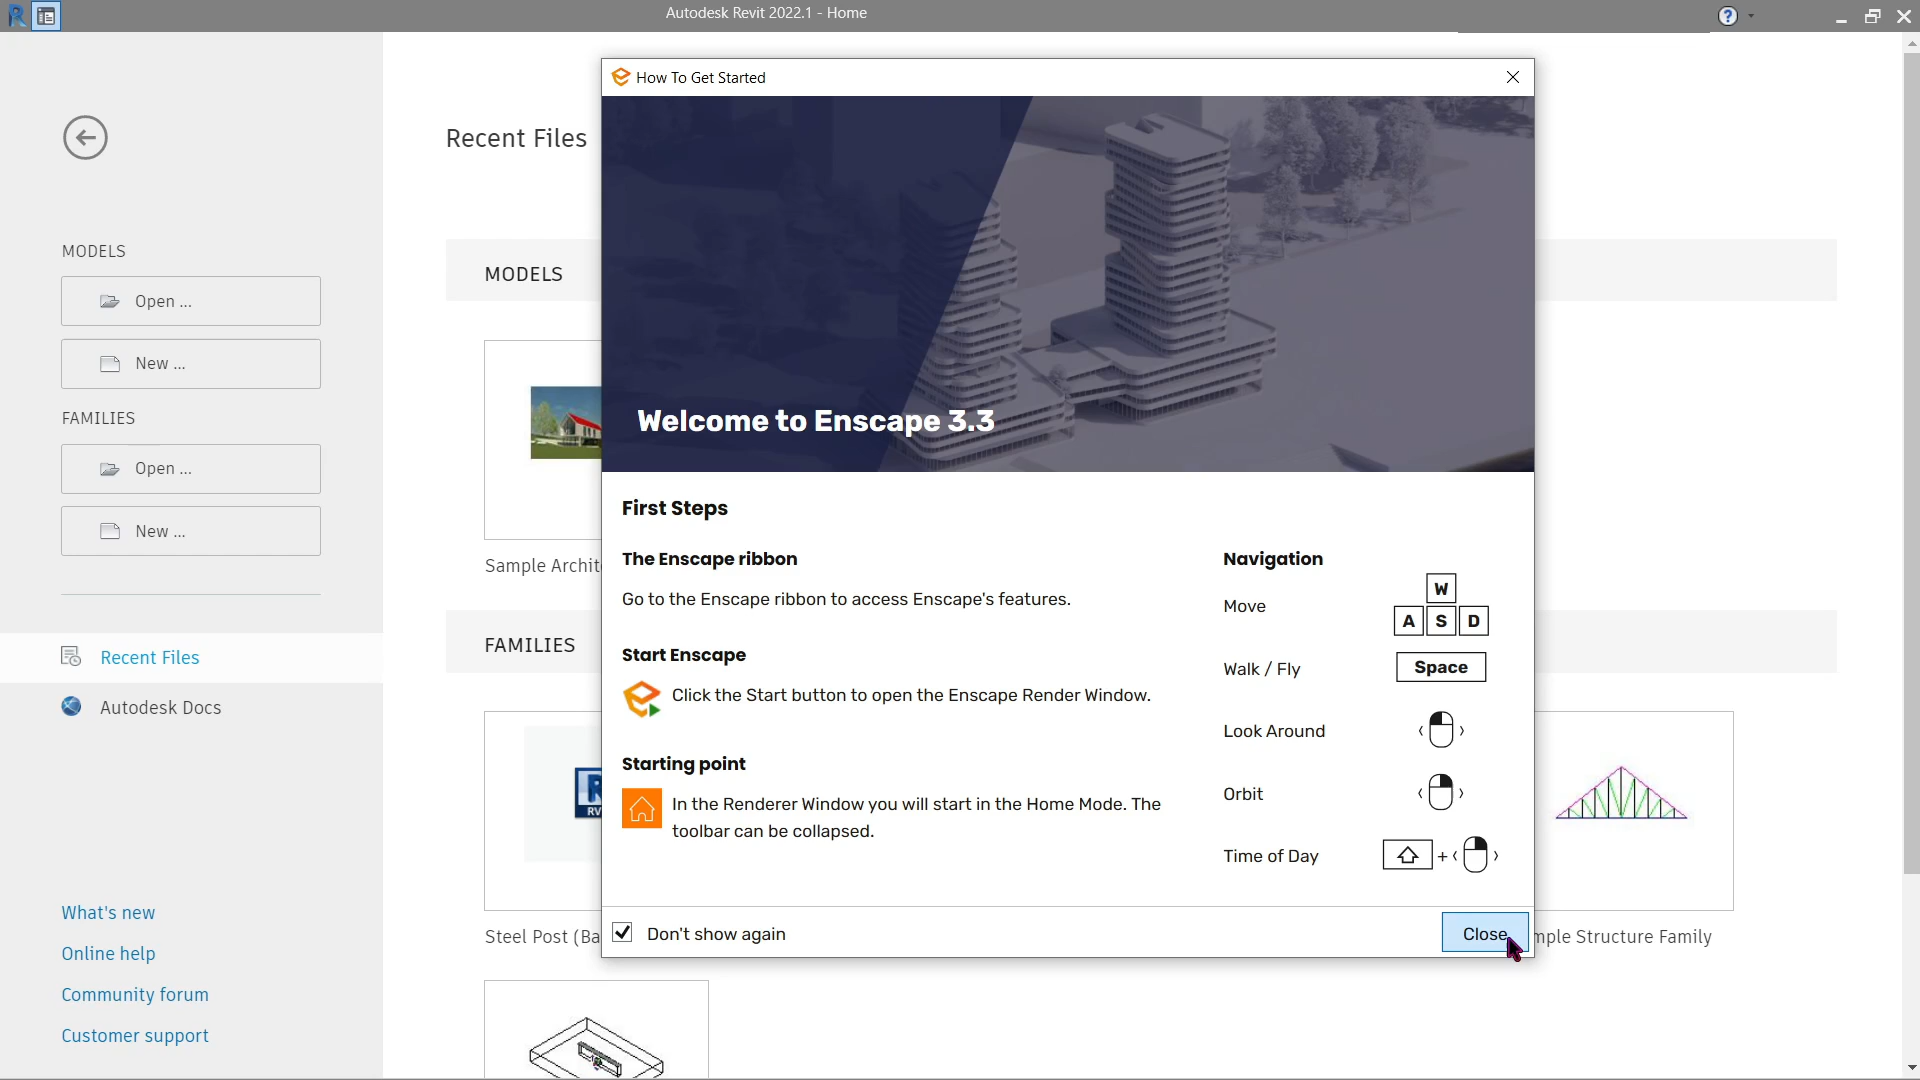 Autodesk Revit 2022.1 - Home
How To Get Started
Recent Files
MODELS
Open ...
New ...
FAMILIES
Open ...
New ...
Recent Files
Autodesk Docs
What's new
Online help
Community forum
Customer support
MODELS
Sample
FAMILIES
Steel Post
Structure Family
Welcome to Enscape 3.3
First Steps
The Enscape ribbon
Go to the Enscape ribbon to access Enscape's features.
Start Enscape
Click the Start button to open the Enscape Render Window.
Starting point
In the Renderer Window you will start in the Home Mode. The
toolbar can be collapsed.
Navigation
Move
W
A S D
Walk / Fly
Space
Look Around
Orbit
Time of Day
+
Don't show again
Close